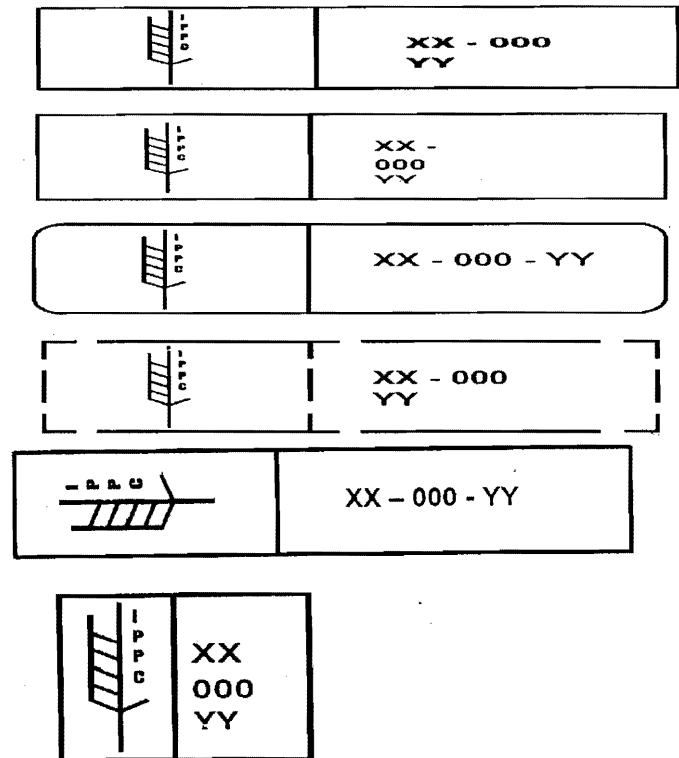 IPPC
XX - 000
YY
IPPC
XX -
000
YY
IPPC
XX - 000 - YY
IPPC
XX - 000
YY
IPPC
XX – 000 - YY
IPPC
XX
000
YY